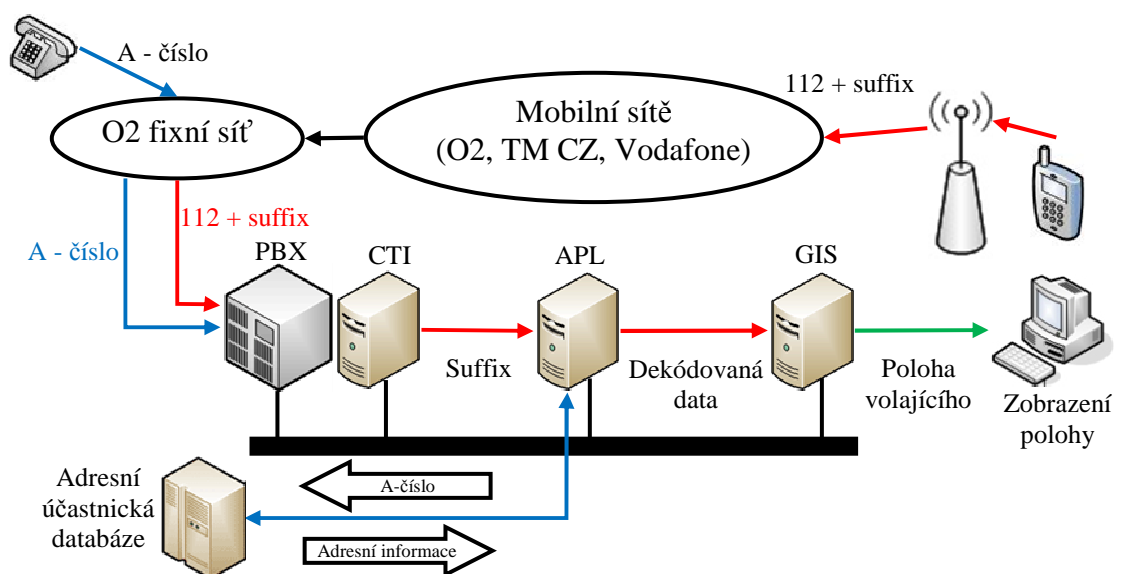 A - číslo
112 + suffix
O2 fixní síť
Mobilní sítě
(O2, TM CZ, Vodafone)
112 + suffix
A - číslo
PBX
CTI
APL
GIS
Suffix
Dekódovaná
data
Poloha
volajícího
Zobrazení
polohy
Adresní
účastnická
databáze
A-číslo
Adresní informace